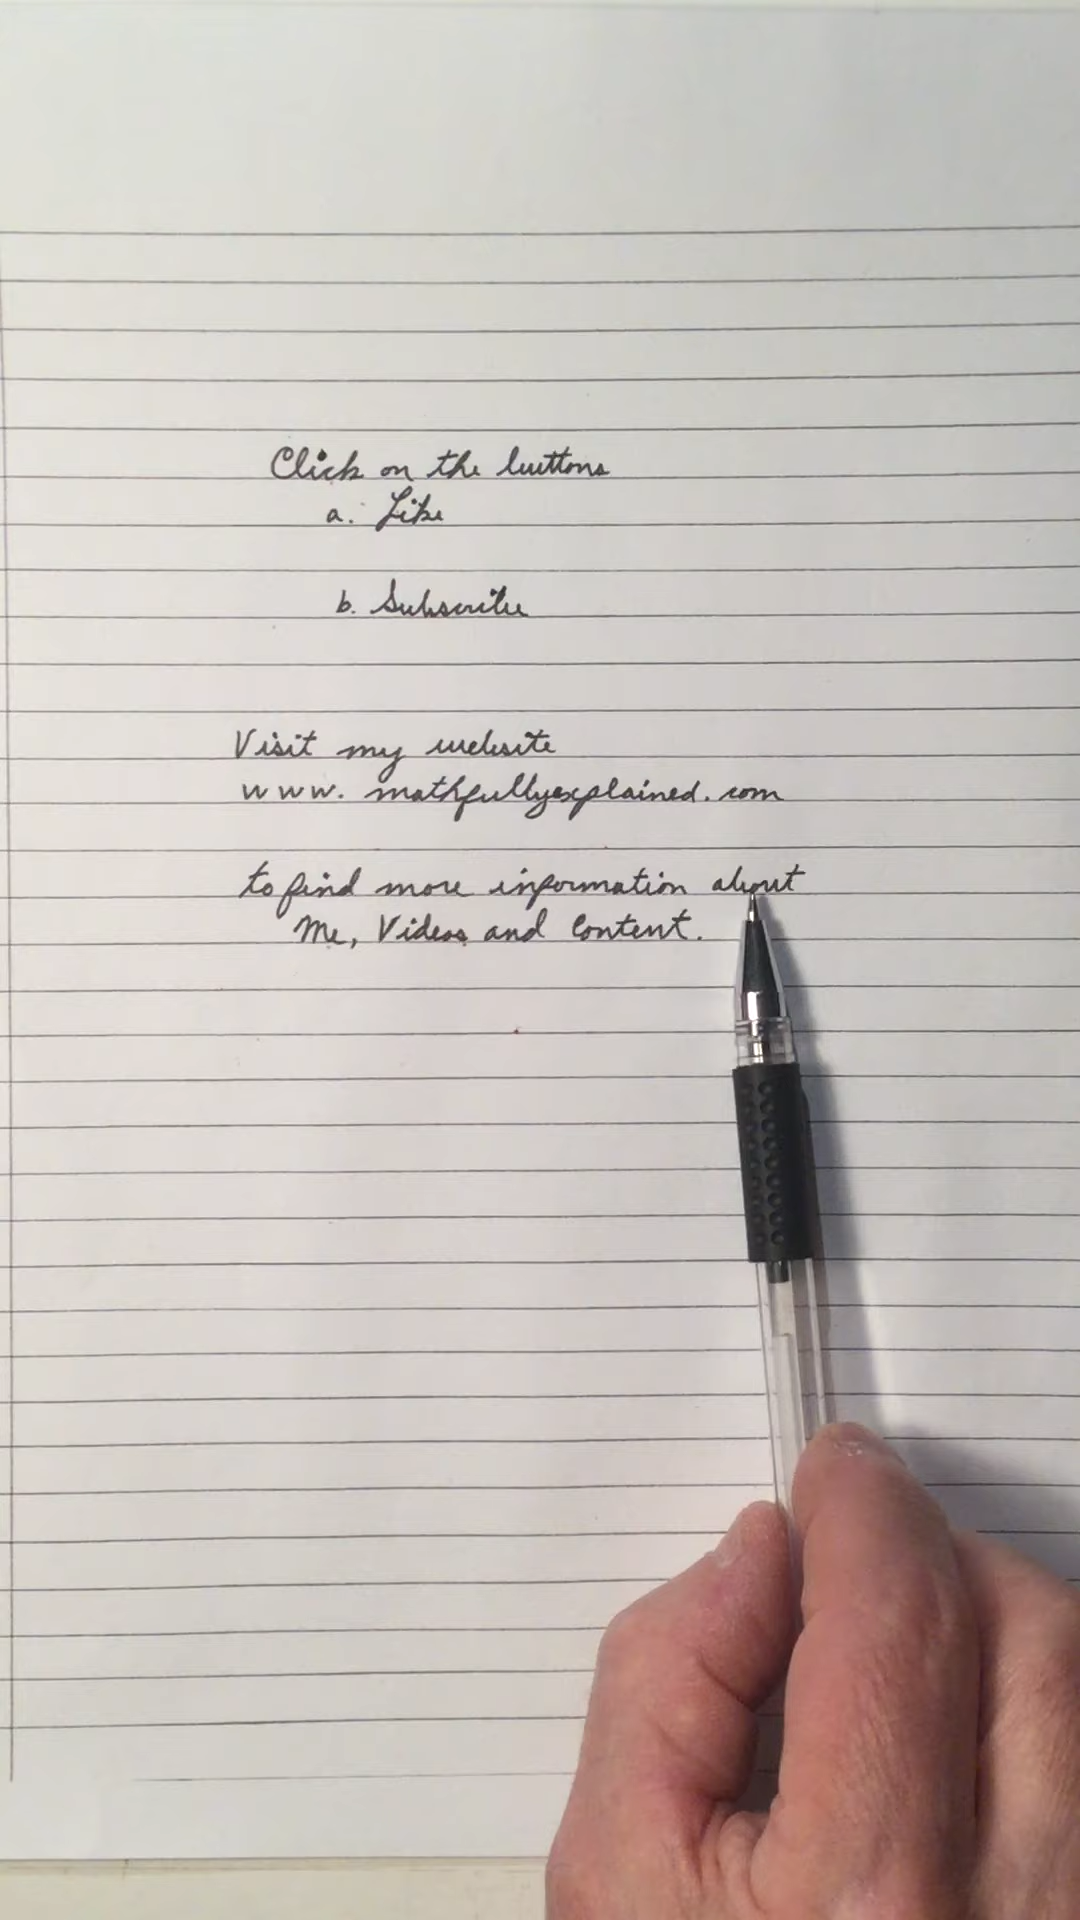 Click on the buttons
a. Like
b. Subscribe
Visit my website
www.mathfullyexplained.com
to find more information about
Me, Videos and Content.